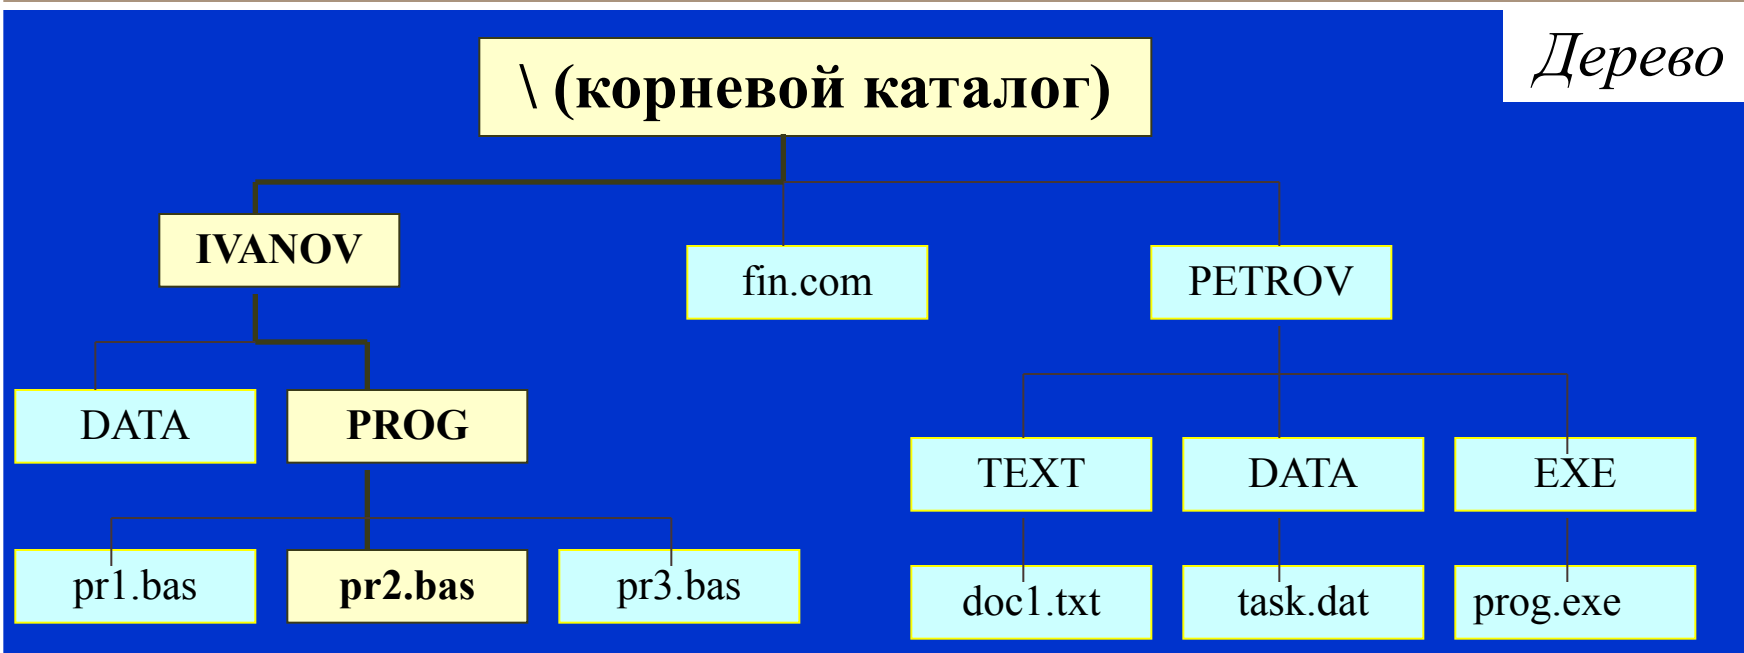 Дерево
\ (корневой каталог)
IVANOV
fin.com
PETROV
DATA
PROG
TEXT
DATA
EXE
pr1.bas
pr2.bas
pr3.bas
doc1.txt
task.dat
prog.exe